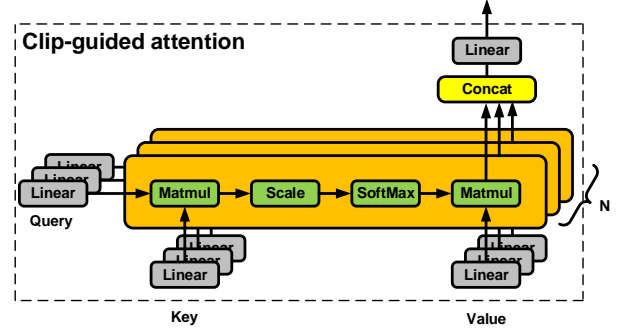 Clip-guided attention
Linear
Concat
Linear
Linear
Linear
Matmul
Scale
SoftMax
Matmul
N
Query
Linear
Linear
Linear
Linear
Linear
Linear
Key
Value